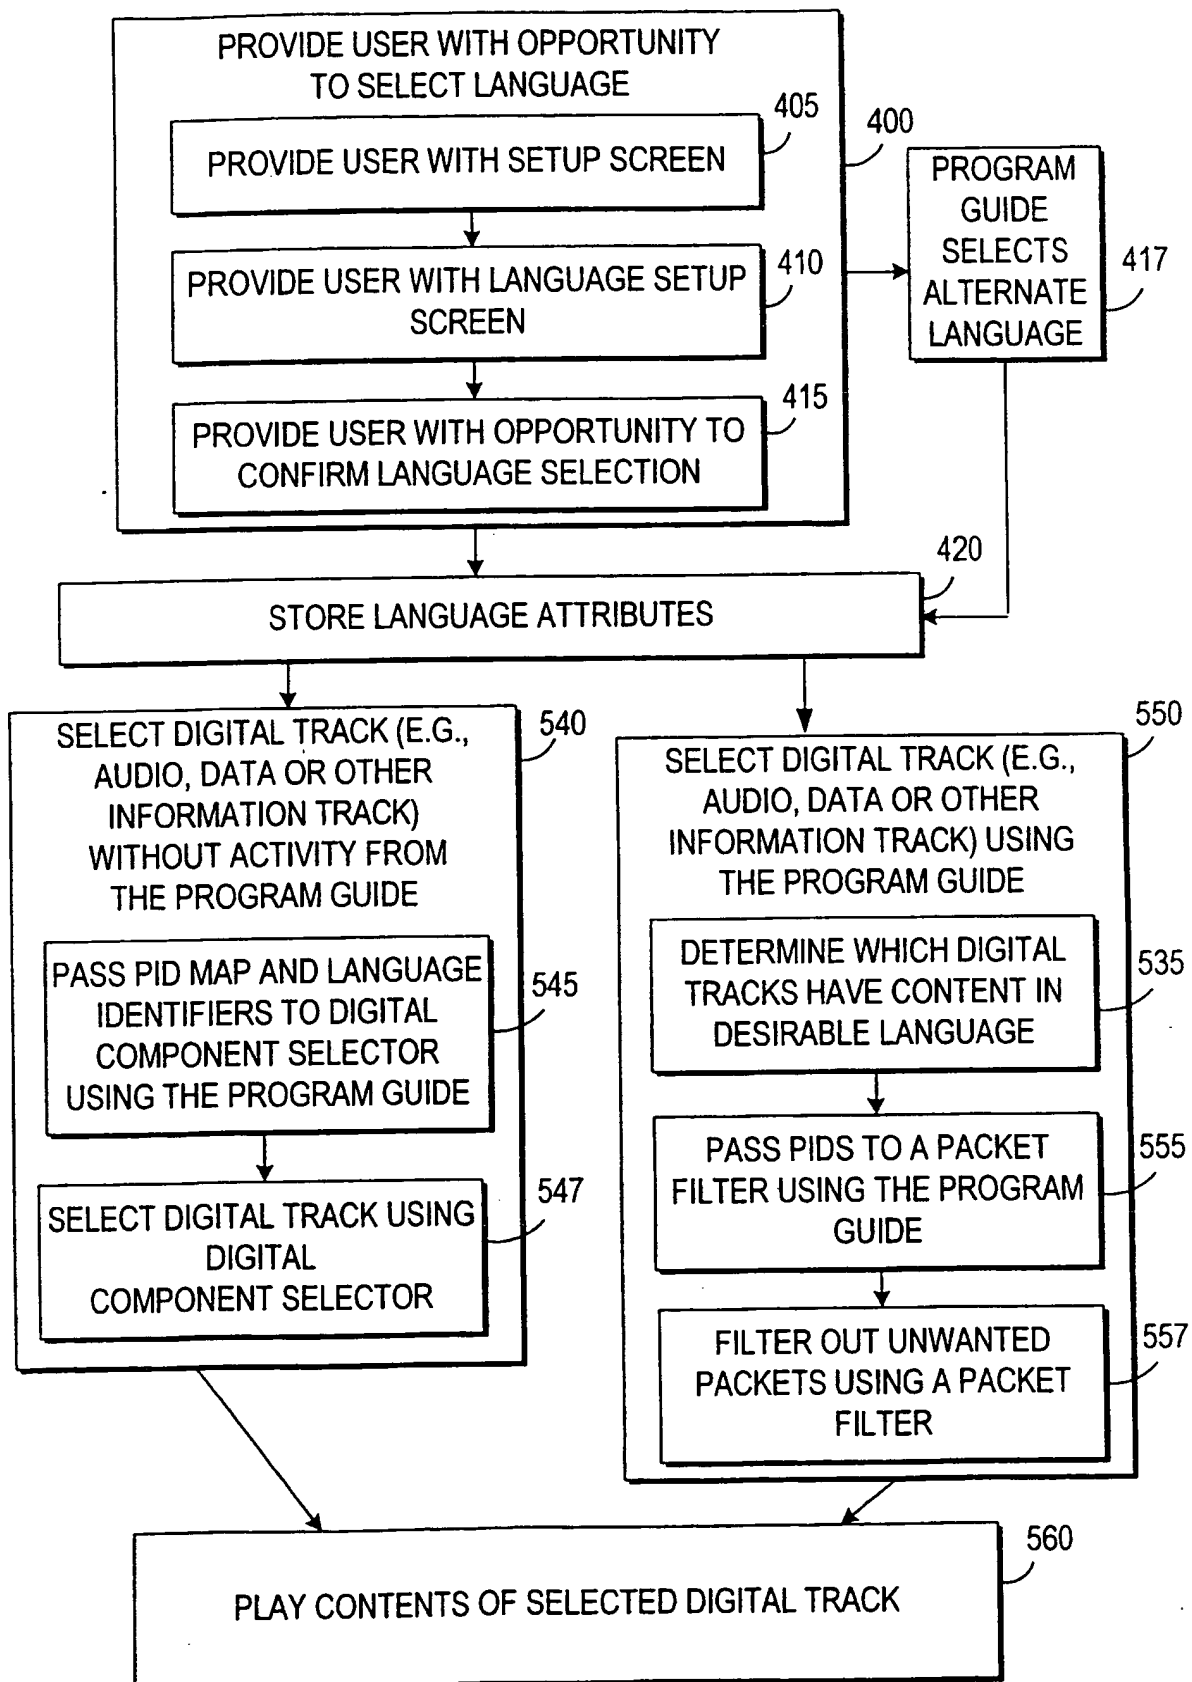 PROVIDE USER WITH OPPORTUNITY
TO SELECT LANGUAGE
405
PROVIDE USER WITH SETUP SCREEN
400
410
PROVIDE USER WITH LANGUAGE SETUP
SCREEN
415
PROVIDE USER WITH OPPORTUNITY TO
CONFIRM LANGUAGE SELECTION
PROGRAM
GUIDE
SELECTS
ALTERNATE
LANGUAGE
417
420
STORE LANGUAGE ATTRIBUTES
540
SELECT DIGITAL TRACK (E.G.,
AUDIO, DATA OR OTHER
INFORMATION TRACK)
WITHOUT ACTIVITY FROM
THE PROGRAM GUIDE
PASS PID MAP AND LANGUAGE
IDENTIFIERS TO DIGITAL
COMPONENT SELECTOR
USING THE PROGRAM GUIDE
545
SELECT DIGITAL TRACK USING
DIGITAL
COMPONENT SELECTOR
547
550
SELECT DIGITAL TRACK (E.G.,
AUDIO, DATA OR OTHER
INFORMATION TRACK) USING
THE PROGRAM GUIDE
DETERMINE WHICH DIGITAL
TRACKS HAVE CONTENT IN
DESIRABLE LANGUAGE
535
PASS PIDS TO A PACKET
FILTER USING THE PROGRAM
GUIDE
555
FILTER OUT UNWANTED
PACKETS USING A PACKET
FILTER
557
560
PLAY CONTENTS OF SELECTED DIGITAL TRACK